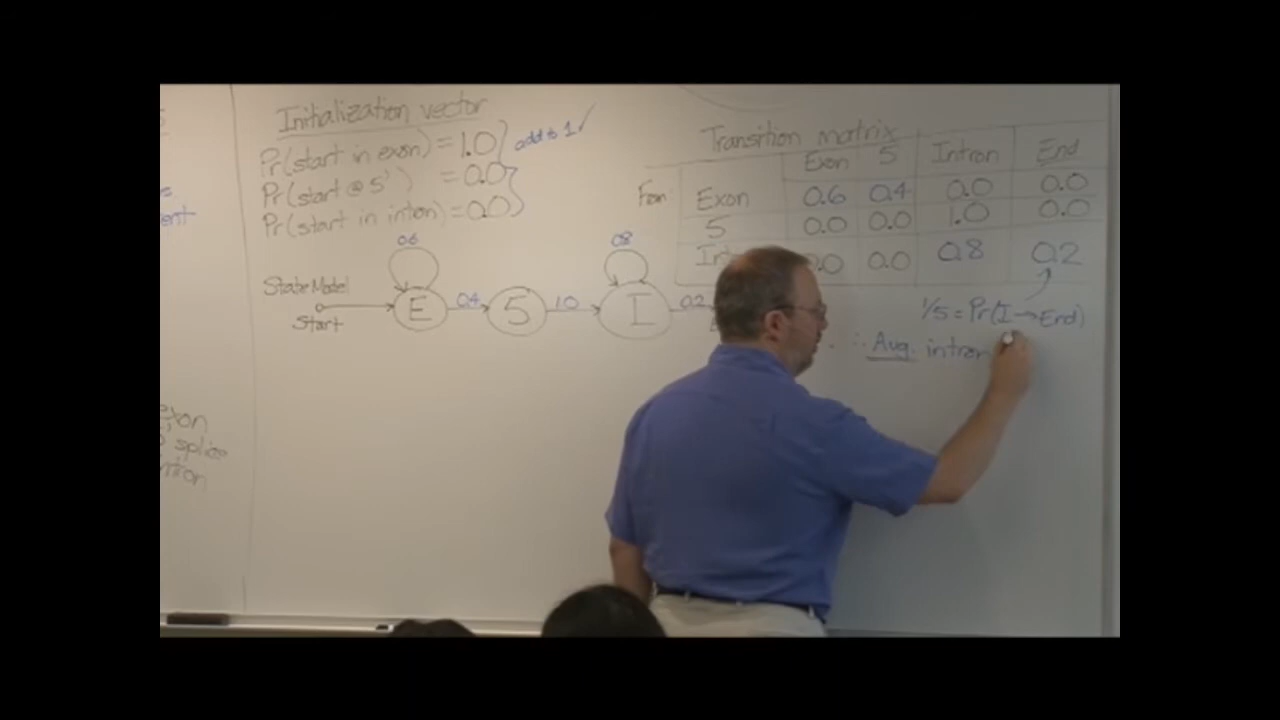 Initialization vector
Pr(start in exon) = 1.0
Pr(start @ 5') = 0.0
Pr(start in intron) = 0.0
add to 1 ✓
State Model
Start
0.6
E
0.4
5
1.0
0.8
I
0.2
Transition matrix
Exon 5 Intron End
From: Exon 0.6 0.4 0.0 0.0
5 0.0 0.0 1.0 0.0
Int 0.0 0.0 0.8 0.2
1/5 = Pr(I → End)
∴ Avg. intron
exon
splice